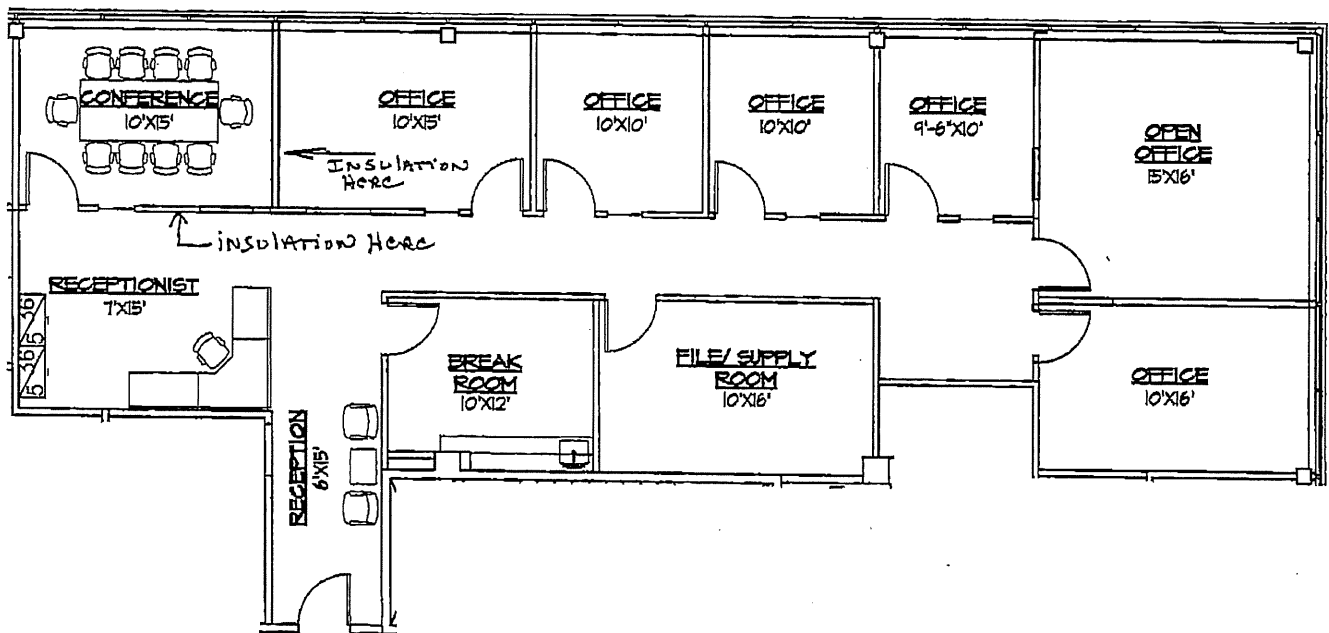 CONFERENCE
10'X15'
OFFICE
10'X15'
OFFICE
10'X10'
OFFICE
10'X10'
OFFICE
9'-6"X10'
OPEN
OFFICE
15'X16'
INSULATION
HERE
INSULATION HERE
RECEPTIONIST
7'X15'
36
5
36
5
BREAK
ROOM
10'X12'
FILE/ SUPPLY
ROOM
10'X16'
OFFICE
10'X16'
RECEPTION
6'X15'